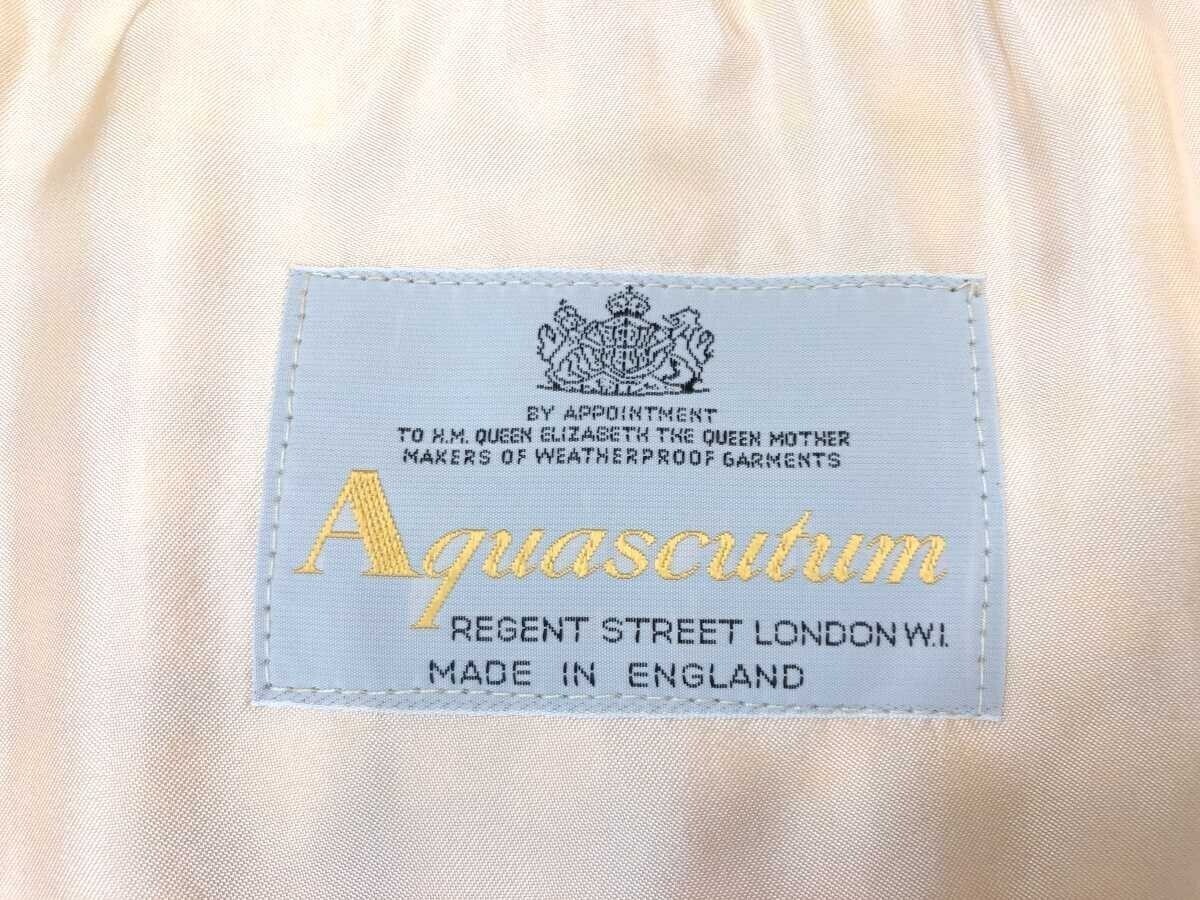 BY APPOINTMENT
TO H.M. QUEEN ELIZABETH THE QUEEN MOTHER
MAKERS OF WEATHERPROOF GARMENTS
Aquascutum
REGENT STREET LONDON W.I.
MADE IN ENGLAND